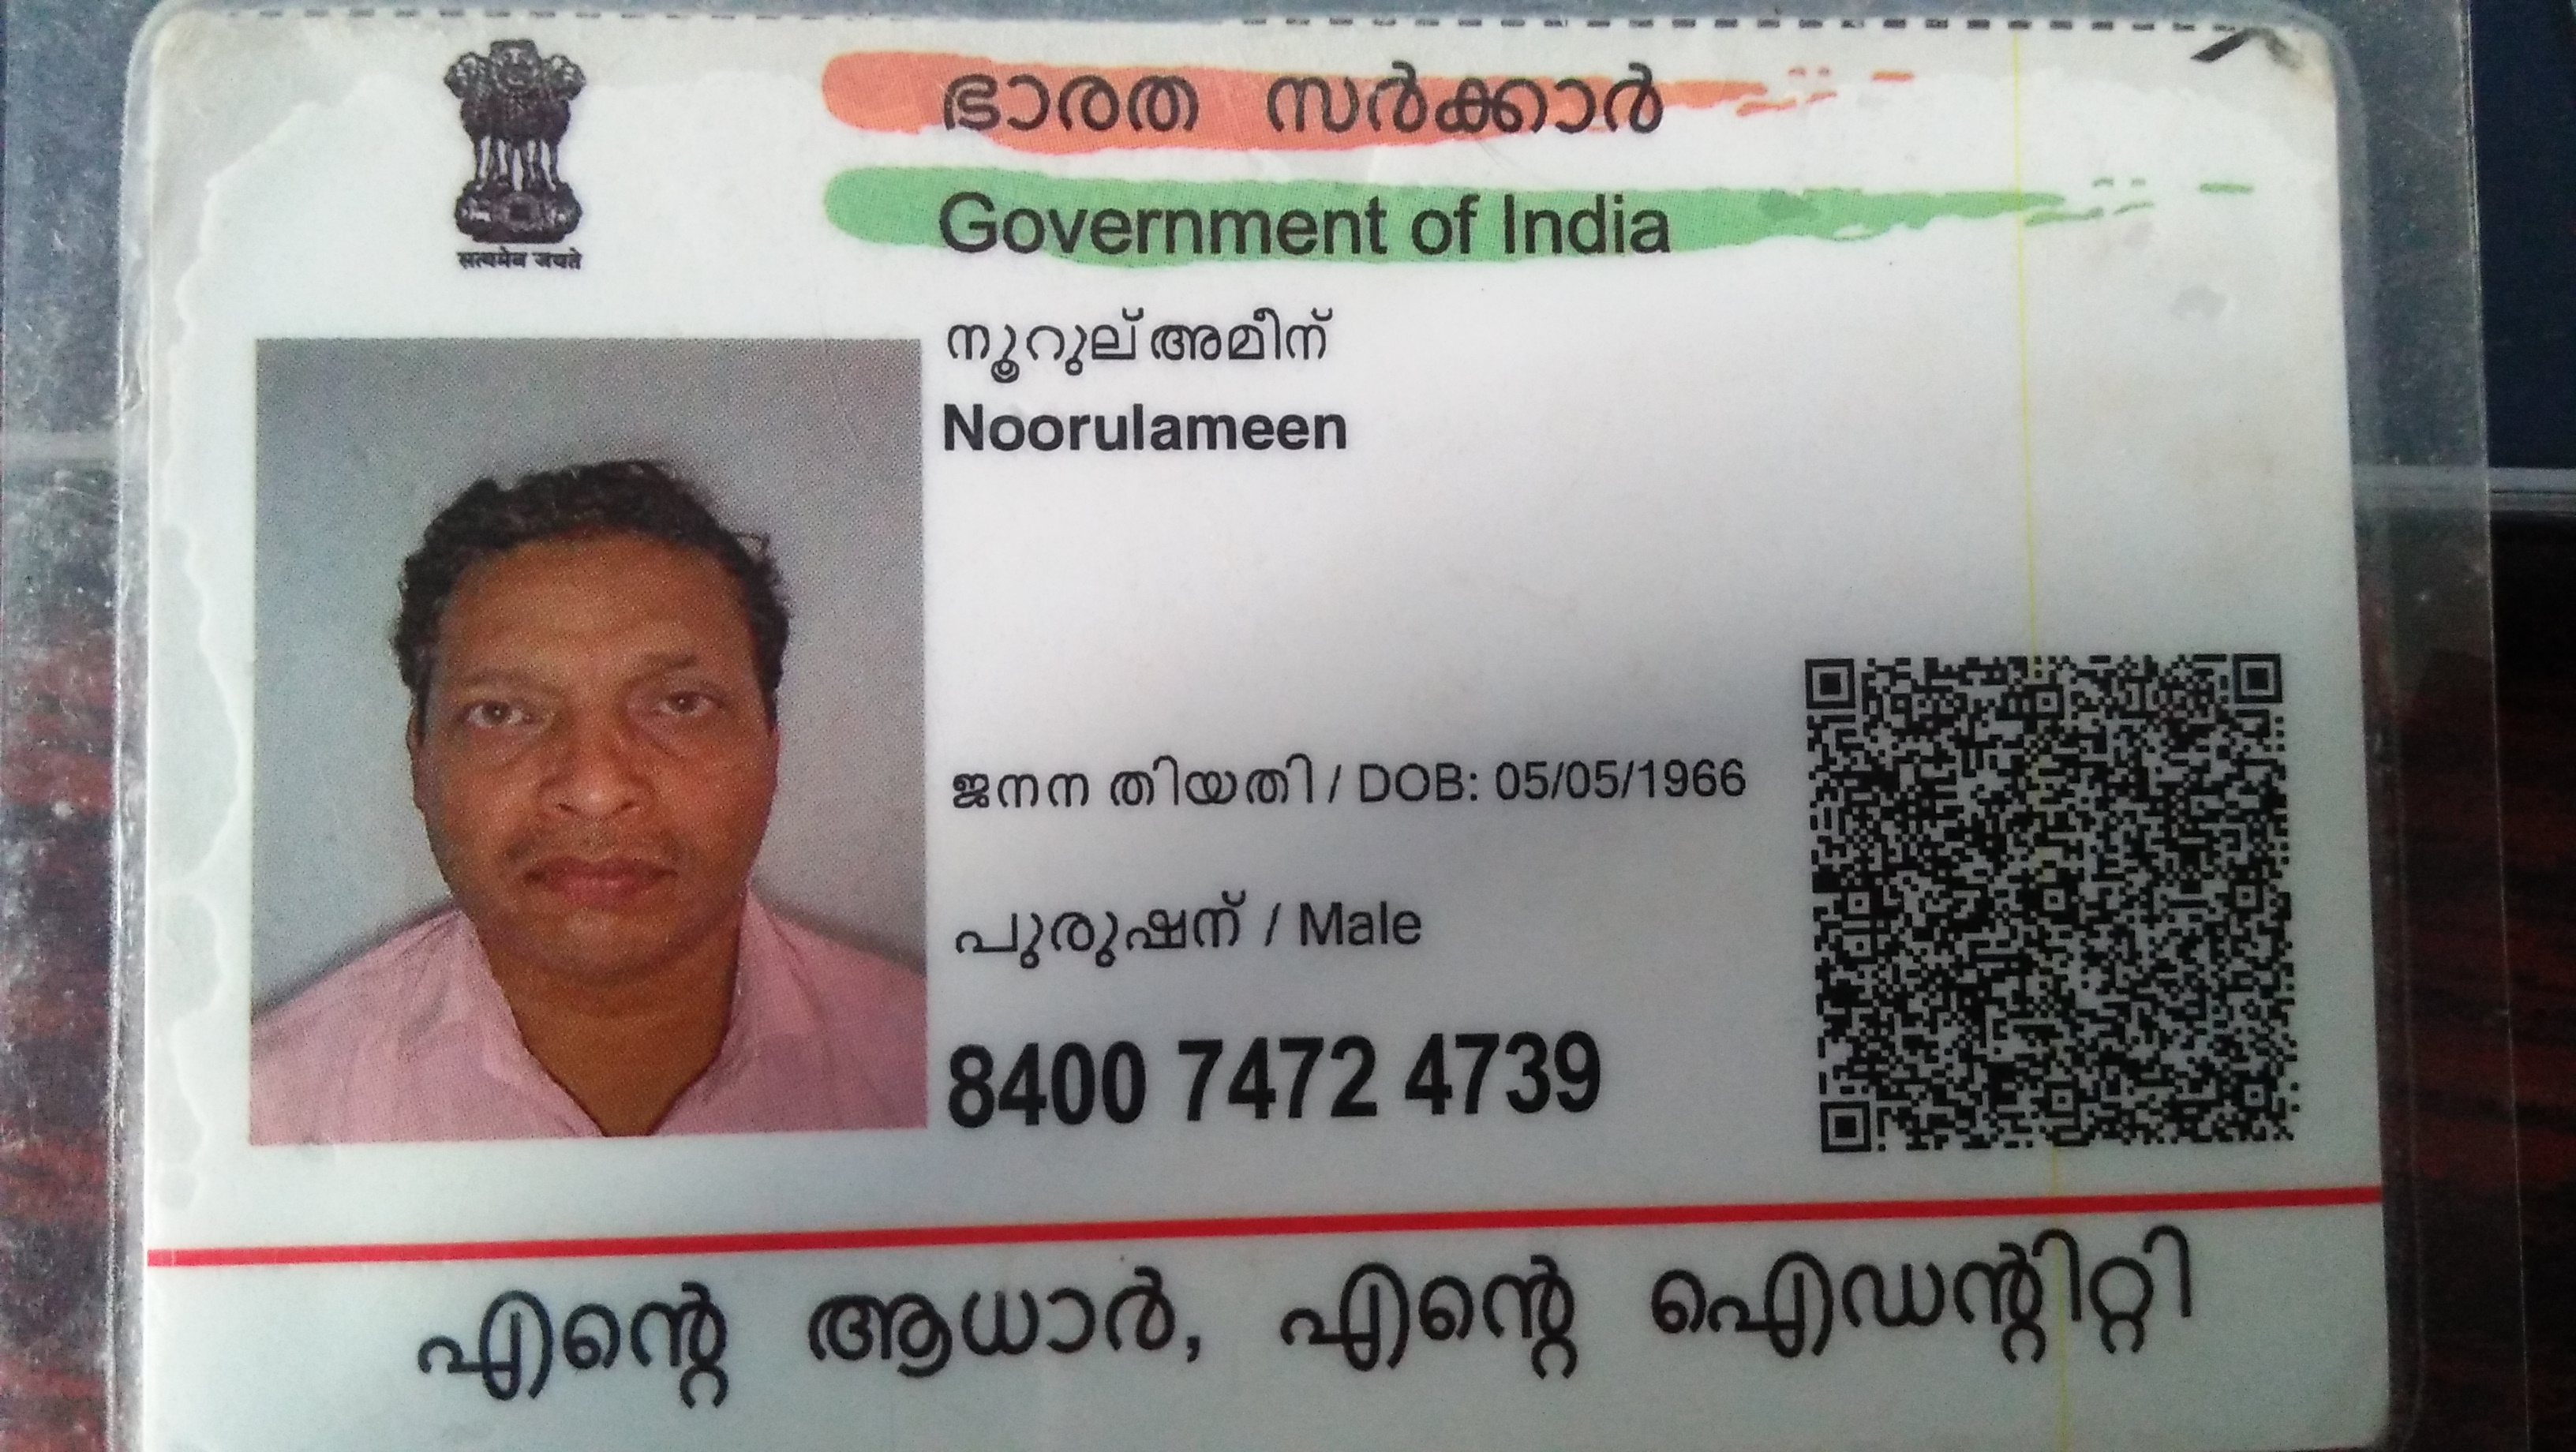 ഭാരത സർക്കാർ
Government of India
सत्यमेव जयते
നൂറുല് അമീന്
Noorulameen
ജനന തിയതി / DOB: 05/05/1966
പുരുഷന് / Male
8400 7472 4739
എന്റെ ആധാർ, എന്റെ ഐഡന്റിറ്റി